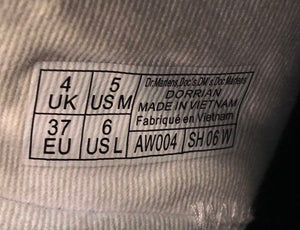 4 UK
5 US M
37 EU
6 US L
Dr.Martens,Doc's,DM's,Doc Martens
DORRIAN
MADE IN VIETNAM
Fabriqué en Vietnam
AW004
SH 06 W